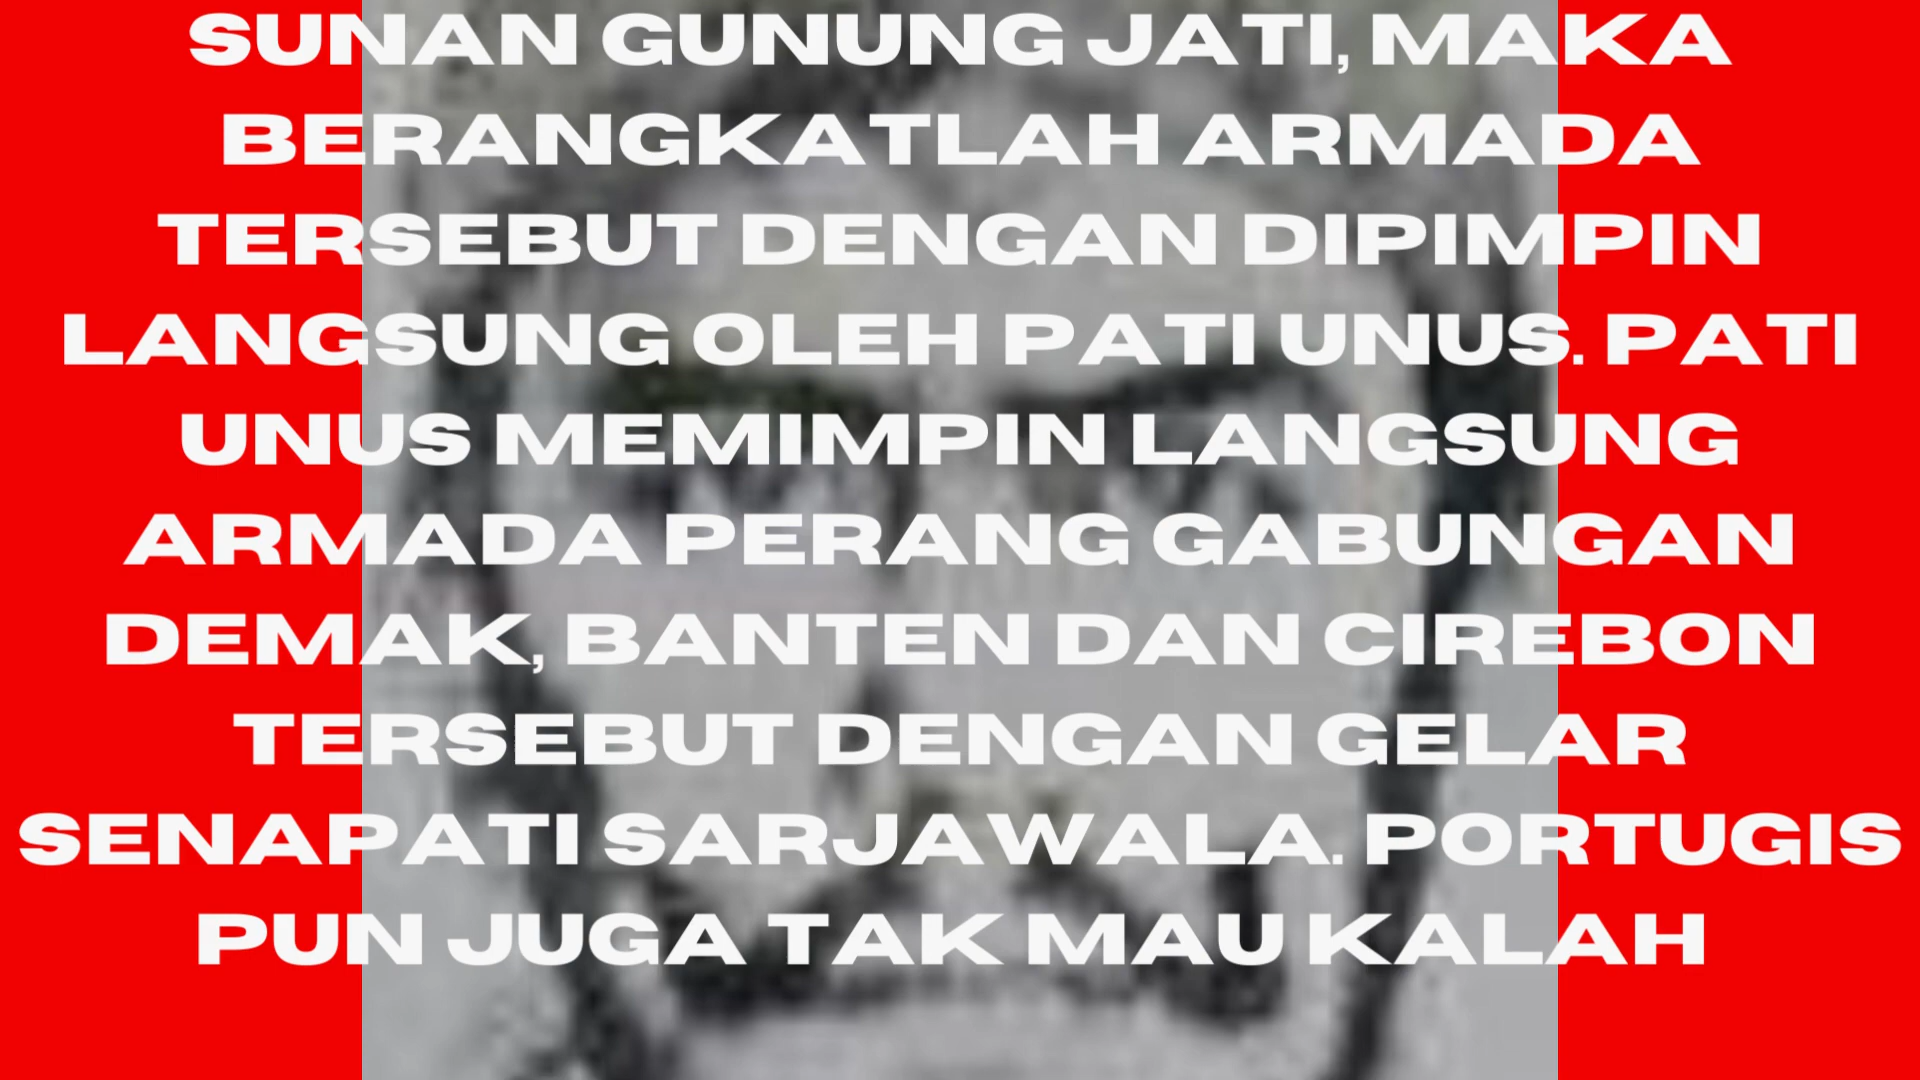 SUNAN GUNUNG JATI, MAKA
BERANGKATLAH ARMADA
TERSEBUT DENGAN DIPIMPIN
LANGSUNG OLEH PATI UNUS. PATI
UNUS MEMIMPIN LANGSUNG
ARMADA PERANG GABUNGAN
DEMAK, BANTEN DAN CIREBON
TERSEBUT DENGAN GELAR
SENAPATI SARJAWALA. PORTUGIS
PUN JUGA TAK MAU KALAH